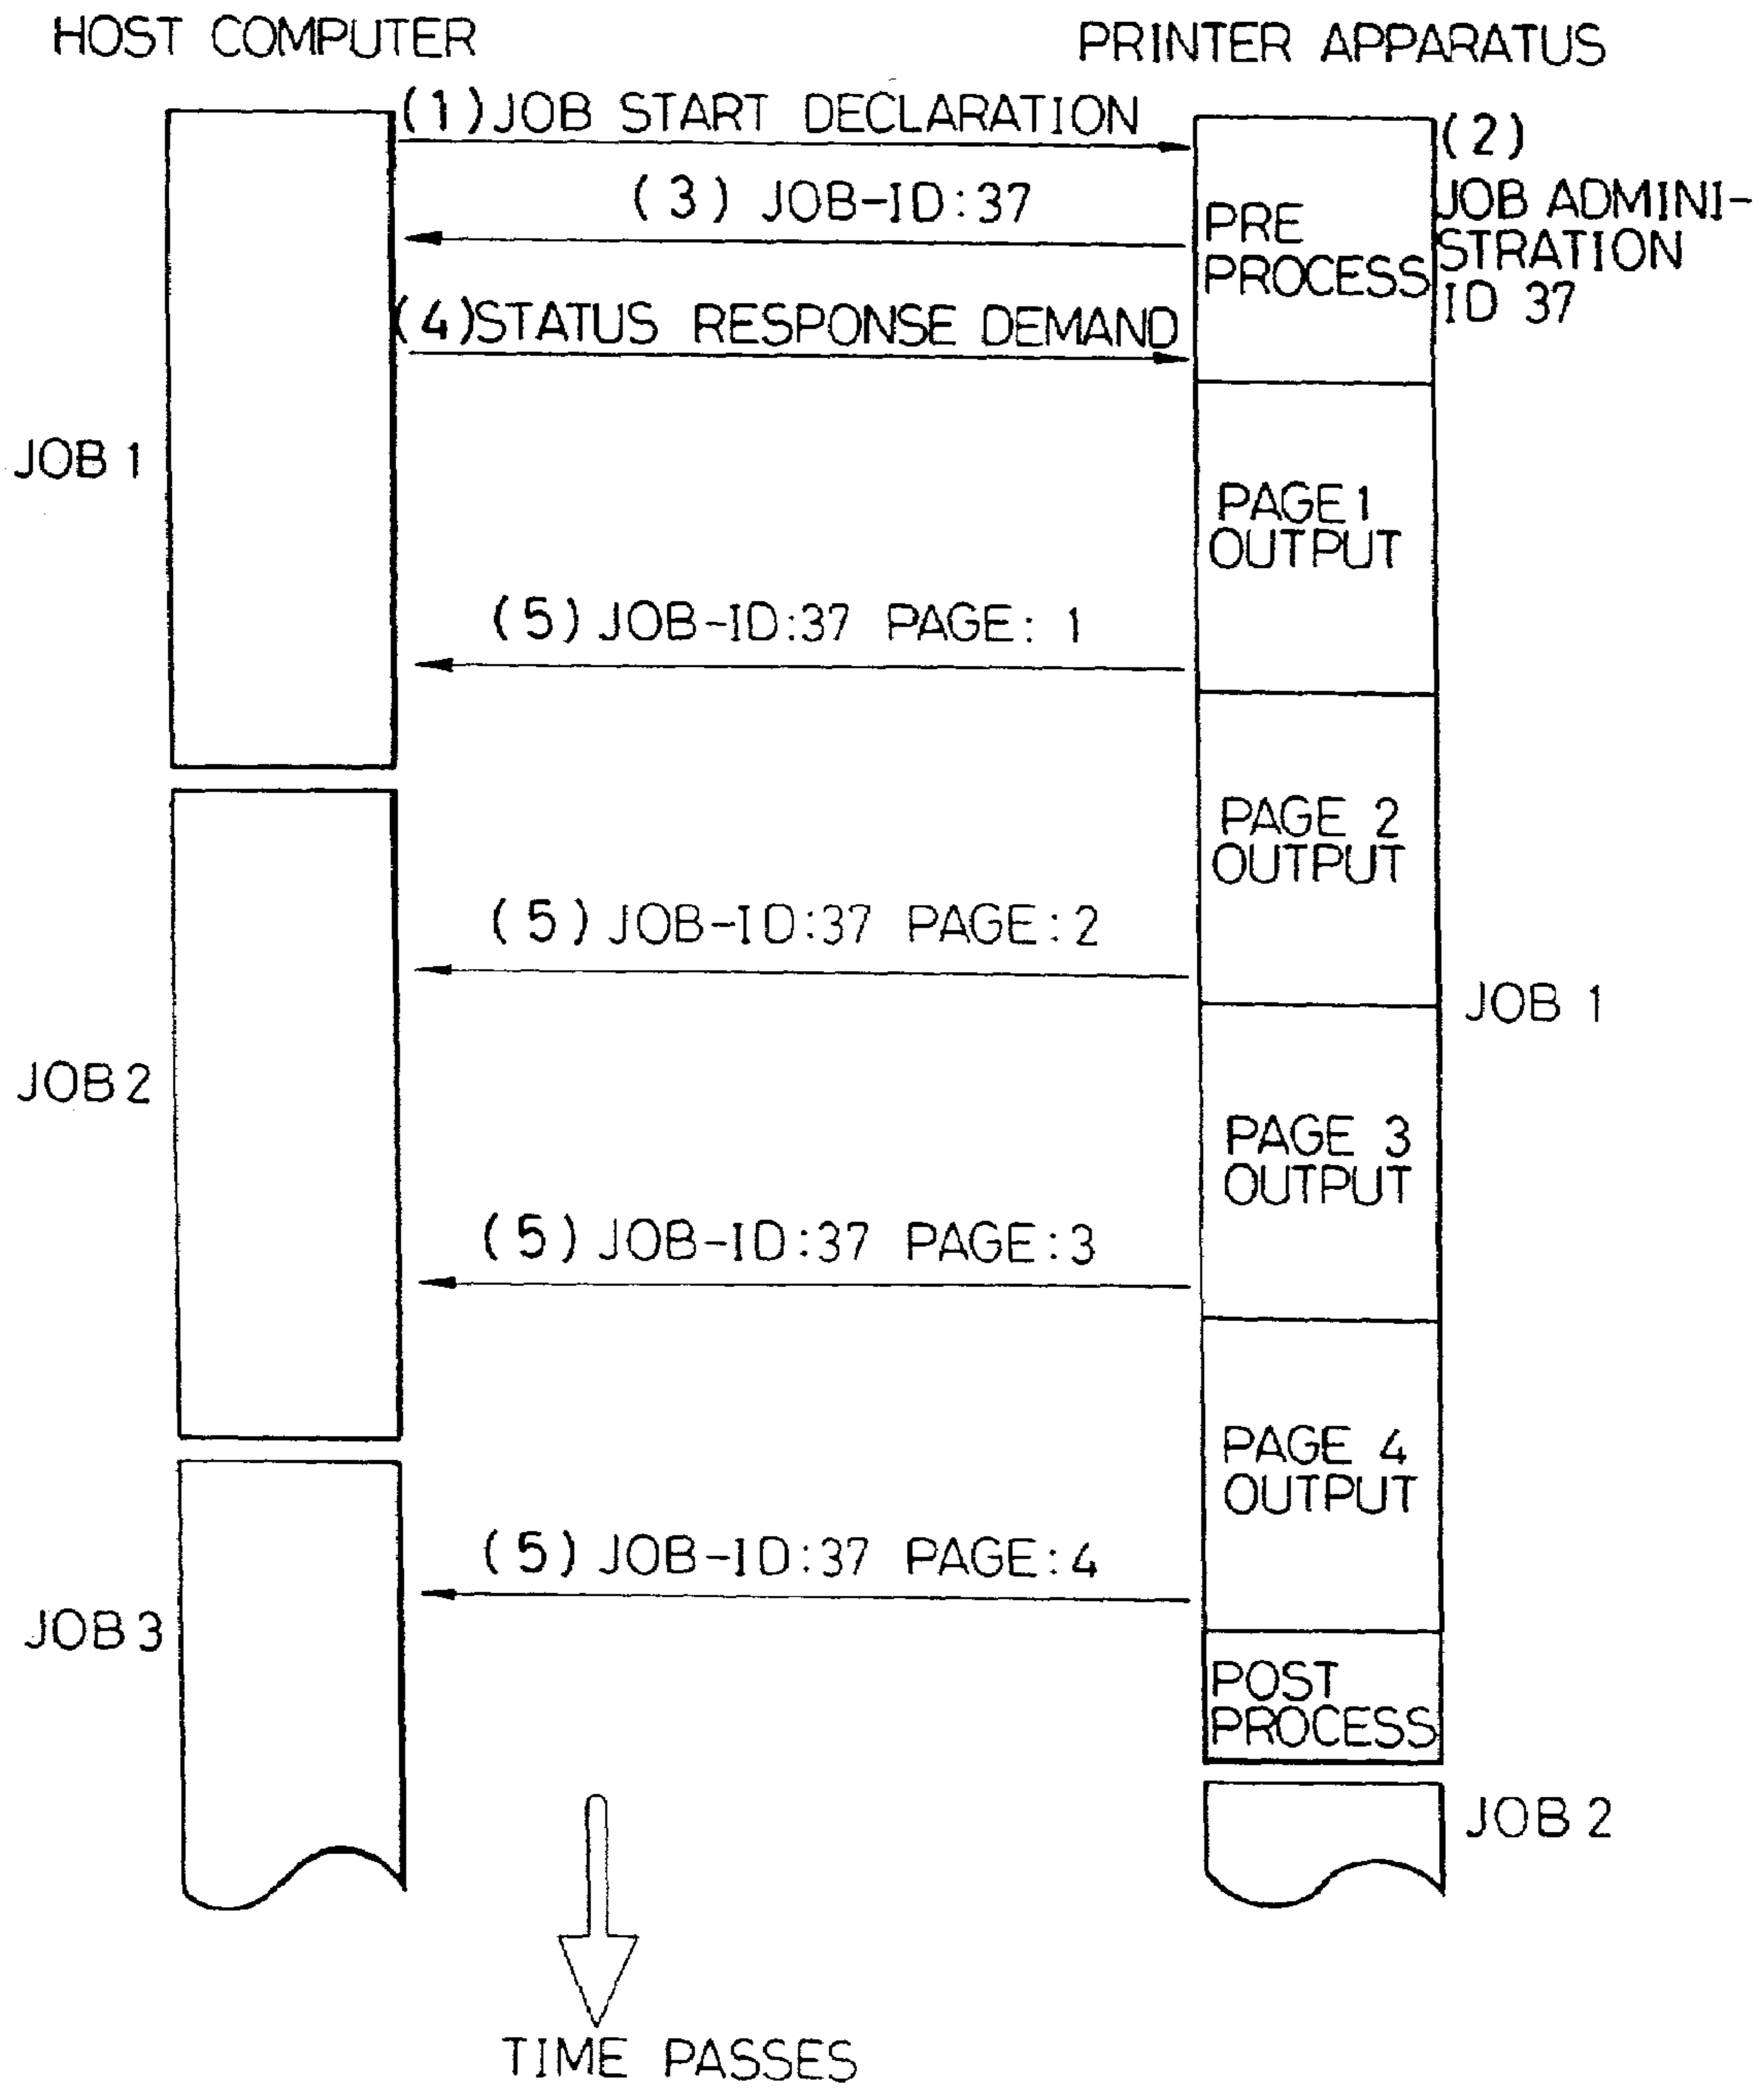 HOST COMPUTER
PRINTER APPARATUS
(1) JOB START DECLARATION
(2)
JOB ADMINI-
STRATION
ID 37
(3) JOB-ID:37
PRE
PROCESS
(4) STATUS RESPONSE DEMAND
JOB 1
PAGE 1
OUTPUT
(5) JOB-ID:37 PAGE: 1
PAGE 2
OUTPUT
(5) JOB-ID:37 PAGE:2
JOB 1
JOB 2
PAGE 3
OUTPUT
(5) JOB-ID:37 PAGE:3
PAGE 4
OUTPUT
(5) JOB-ID:37 PAGE:4
JOB 3
POST
PROCESS
JOB 2
TIME PASSES